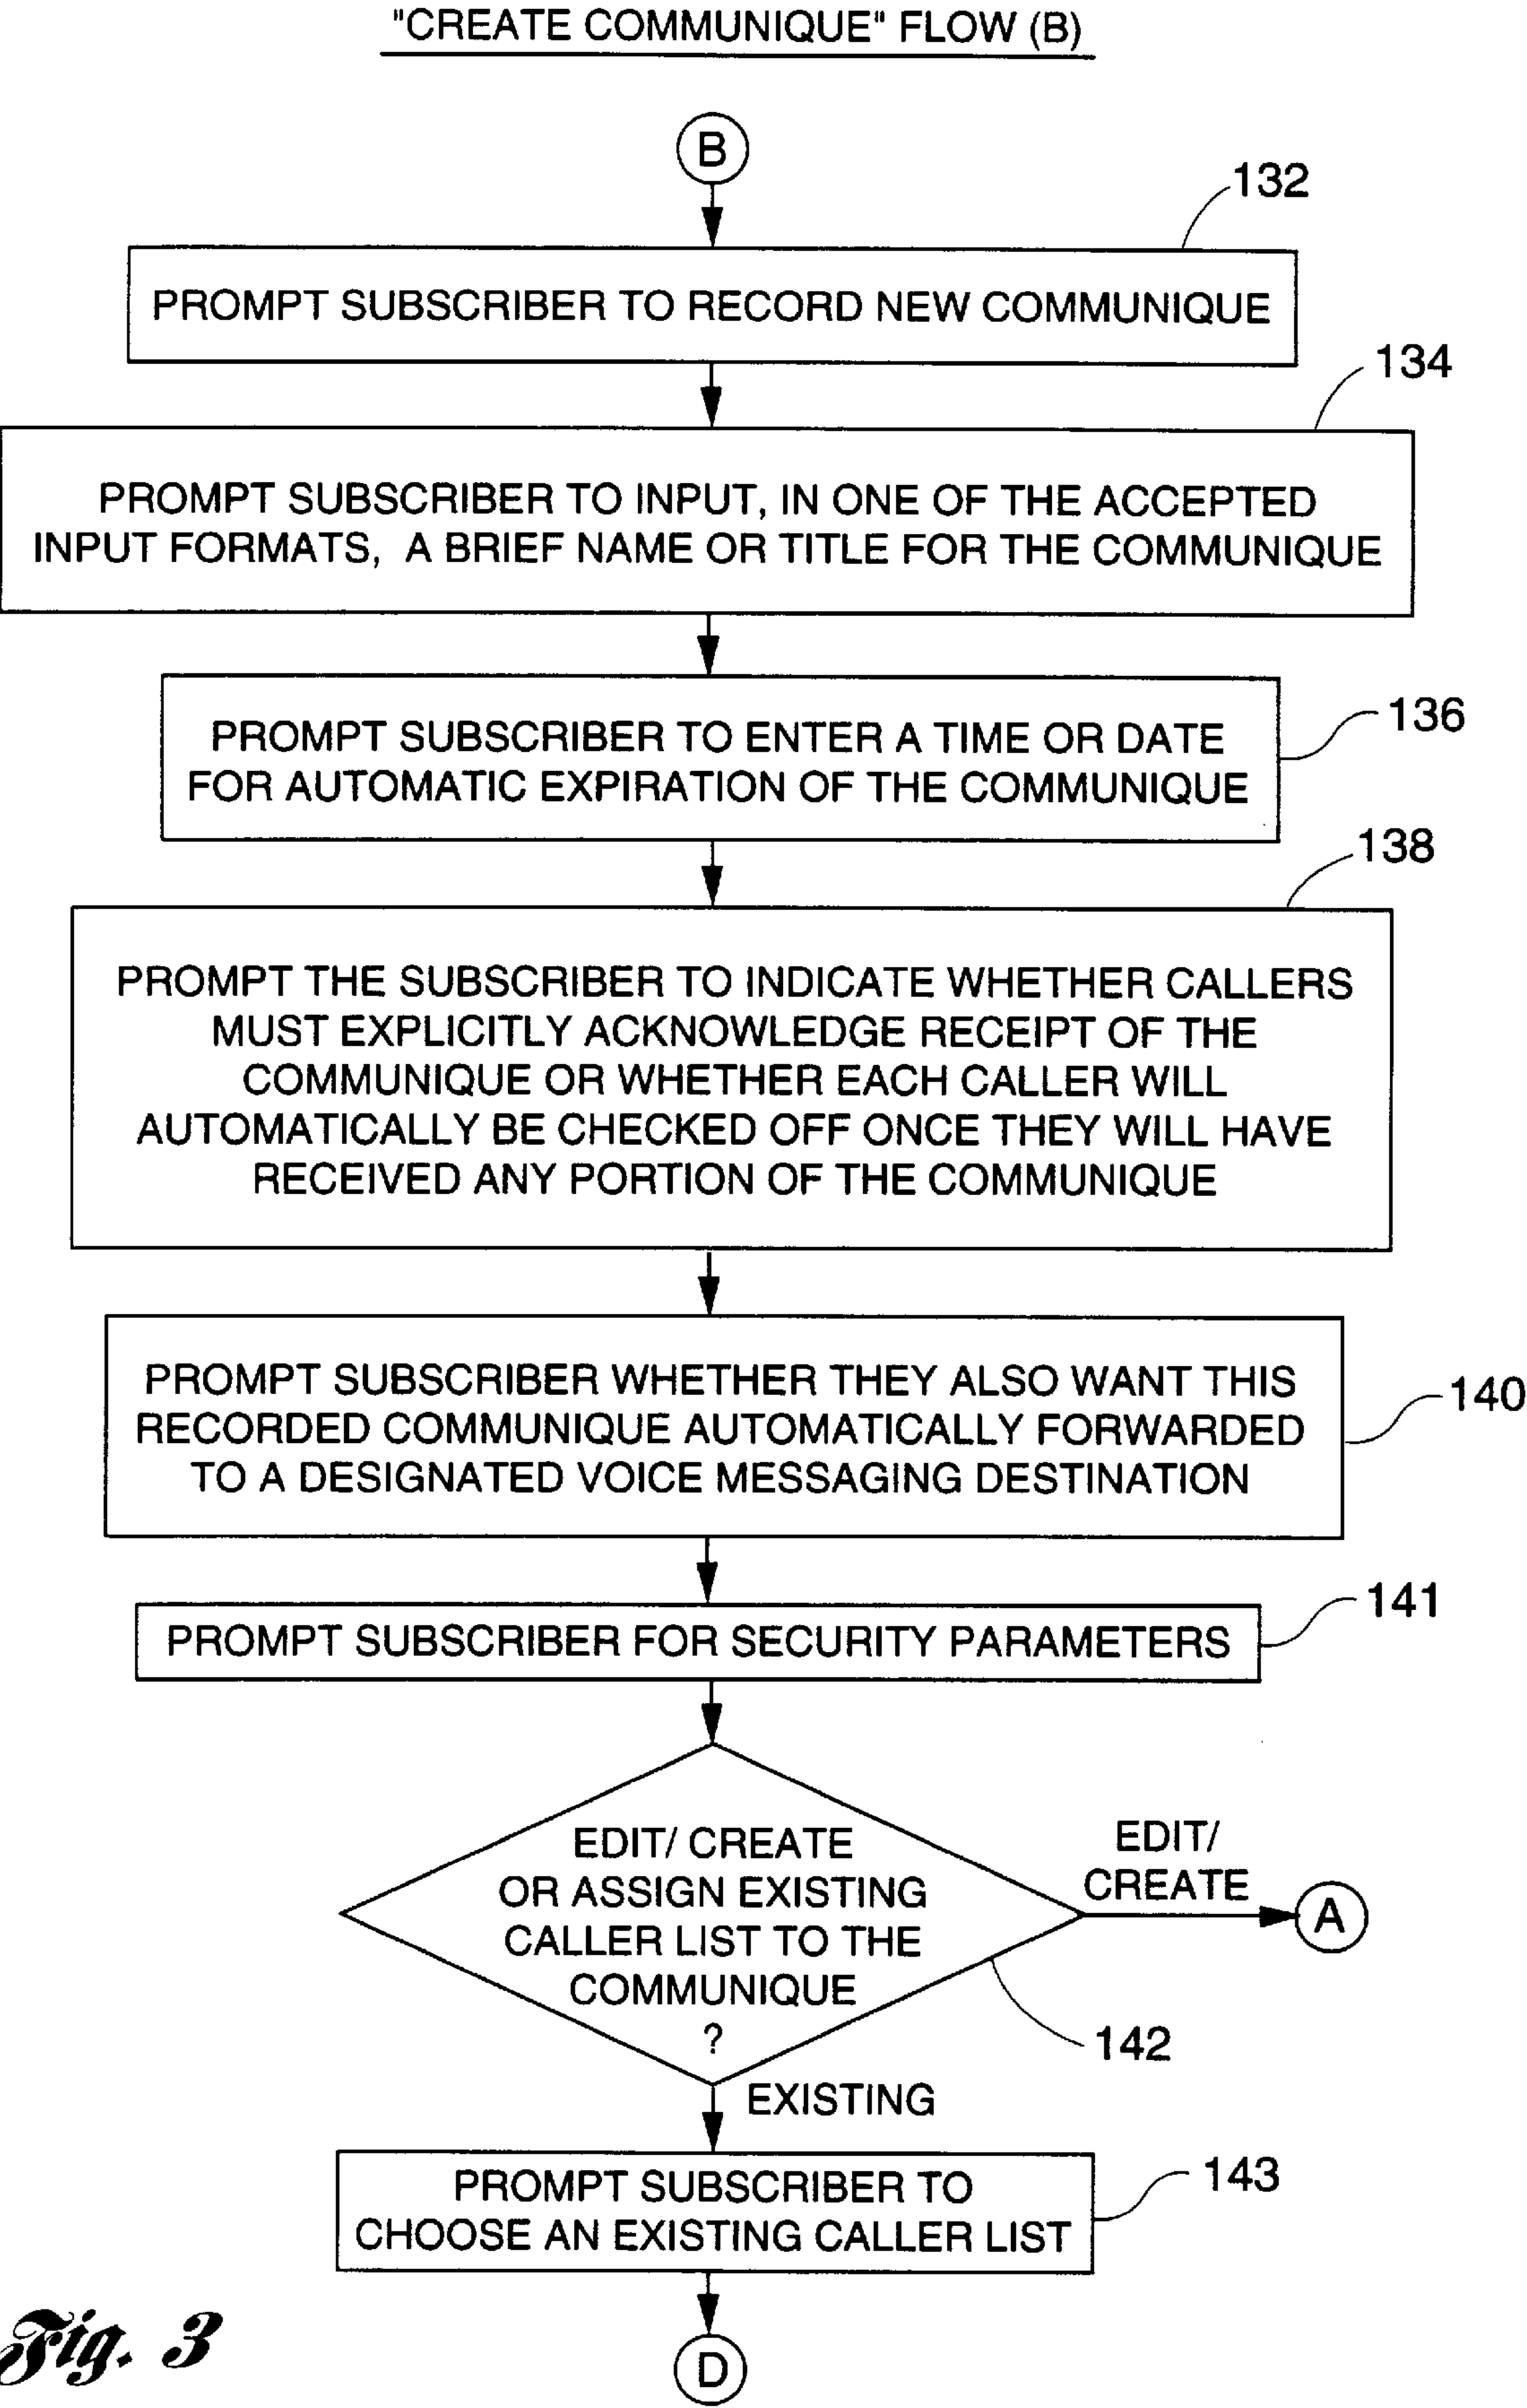 "CREATE COMMUNIQUE" FLOW (B)
B
132
PROMPT SUBSCRIBER TO RECORD NEW COMMUNIQUE
134
PROMPT SUBSCRIBER TO INPUT, IN ONE OF THE ACCEPTED
INPUT FORMATS, A BRIEF NAME OR TITLE FOR THE COMMUNIQUE
136
PROMPT SUBSCRIBER TO ENTER A TIME OR DATE
FOR AUTOMATIC EXPIRATION OF THE COMMUNIQUE
138
PROMPT THE SUBSCRIBER TO INDICATE WHETHER CALLERS
MUST EXPLICITLY ACKNOWLEDGE RECEIPT OF THE
COMMUNIQUE OR WHETHER EACH CALLER WILL
AUTOMATICALLY BE CHECKED OFF ONCE THEY WILL HAVE
RECEIVED ANY PORTION OF THE COMMUNIQUE
PROMPT SUBSCRIBER WHETHER THEY ALSO WANT THIS
RECORDED COMMUNIQUE AUTOMATICALLY FORWARDED
TO A DESIGNATED VOICE MESSAGING DESTINATION
140
141
PROMPT SUBSCRIBER FOR SECURITY PARAMETERS
EDIT/ CREATE
OR ASSIGN EXISTING
CALLER LIST TO THE
COMMUNIQUE
?
EDIT/
CREATE
A
142
EXISTING
PROMPT SUBSCRIBER TO
CHOOSE AN EXISTING CALLER LIST
143
D
Fig. 3